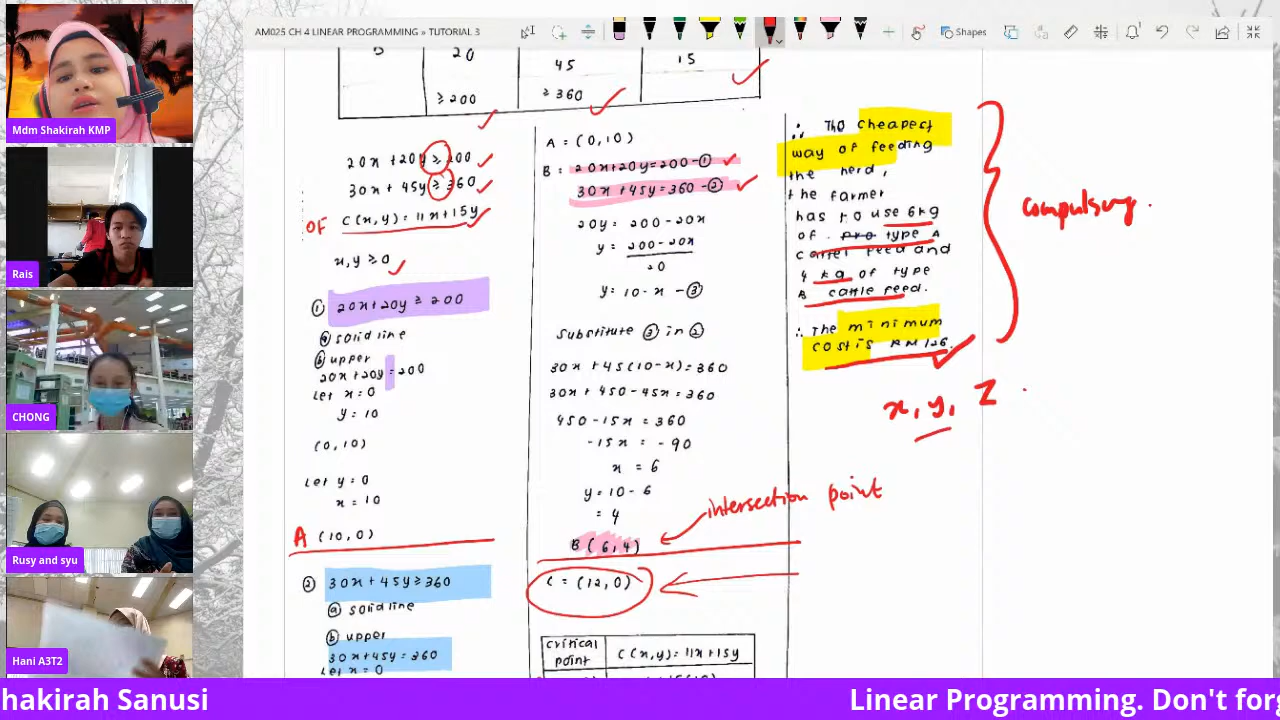 AM025 CH 4 LINEAR PROGRAMMING » TUTORIAL 3
Shapes
Mdm Shakirah KMP
Rais
CHONG
Rusy and syu
Hani A3T2
20
45
15
≥ 200
≥ 360
20x + 20y ≥ 200
30x + 45y ≥ 360
OF C(x,y) = 11x + 15y
x, y ≥ 0
① 20x + 20y ≥ 200
ⓐ solid line
ⓑ upper
20x + 20y = 200
Let x = 0
y = 10
(0, 10)
Let y = 0
x = 10
A (10, 0)
② 30x + 45y ≥ 360
ⓐ solid line
ⓑ upper
30x + 45y = 360
Let x = 0
A = (0, 10)
B = 20x + 20y = 200 - ①
30x + 45y = 360 - ②
20y = 200 - 20x
y = 200 - 20x
20
y = 10 - x - ③
Substitute ③ in ②
30x + 45(10 - x) = 360
30x + 450 - 45x = 360
450 - 15x = 360
-15x = -90
x = 6
y = 10 - 6
= 4
B (6, 4)
intersection point
C = (12, 0)
critical point
C(x,y) = 11x + 15y
∴ The cheapest
way of feeding
the herd,
the farmer
has to use 6kg
of pro type A
cattel feed and
4 kg of type
B cattle feed.
∴ The minimum
cost is RM 126.
compulsory.
x, y, z
hakirah Sanusi
Linear Programming. Don't forg